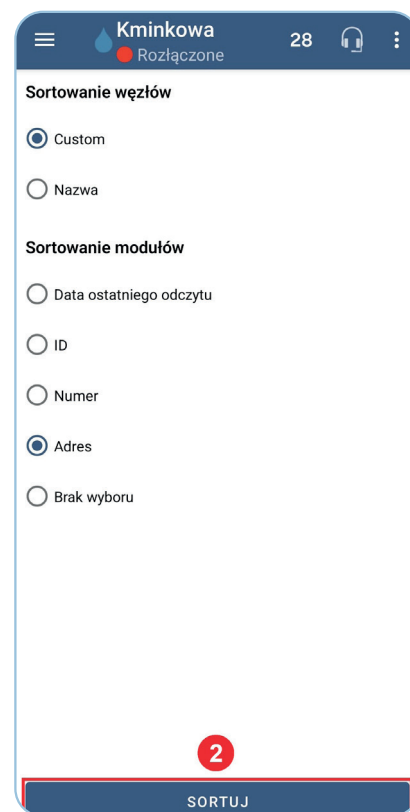 Kminkowa
Rozłączone
28
Sortowanie węzłów
Custom
Nazwa
Sortowanie modułów
Data ostatniego odczytu
ID
Numer
Adres
Brak wyboru
2
SORTUJ